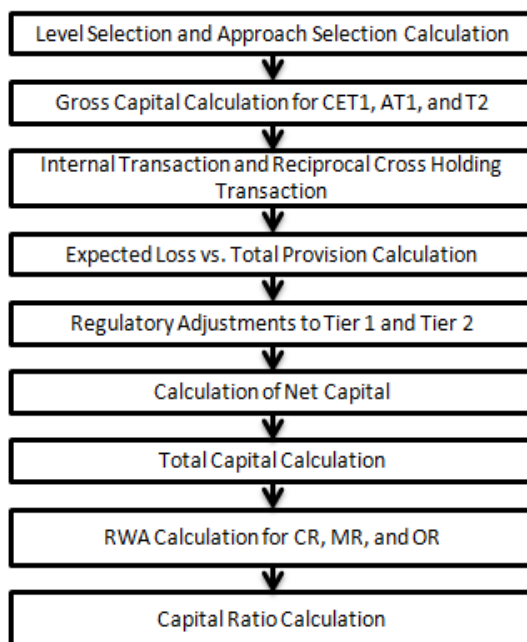 Level Selection and Approach Selection Calculation
Gross Capital Calculation for CET1, AT1, and T2
Internal Transaction and Reciprocal Cross Holding
Transaction
Expected Loss vs. Total Provision Calculation
Regulatory Adjustments to Tier 1 and Tier 2
Calculation of Net Capital
Total Capital Calculation
RWA Calculation for CR, MR, and OR
Capital Ratio Calculation